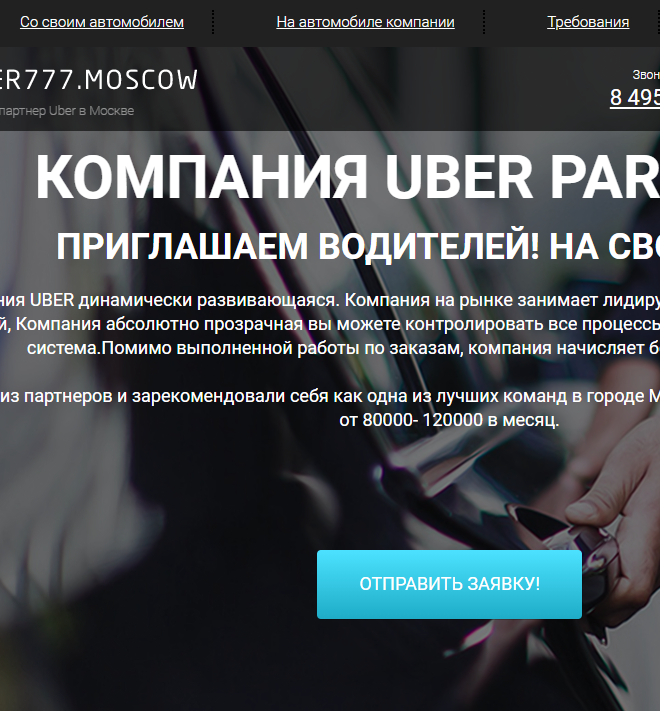 Со своим автомобилем На автомобиле компании Требования
ER777.MOSCOW
Звон
партнер Uber в Москве
8 495
КОМПАНИЯ UBER PAR
ПРИГЛАШАЕМ ВОДИТЕЛЕЙ! НА СВО
ния UBER динамически развивающаяся. Компания на рынке занимает лидиру
й, Компания абсолютно прозрачная вы можете контролировать все процессы
система.Помимо выполненной работы по заказам, компания начисляет б
из партнеров и зарекомендовали себя как одна из лучших команд в городе М
от 80000- 120000 в месяц.
ОТПРАВИТЬ ЗАЯВКУ!